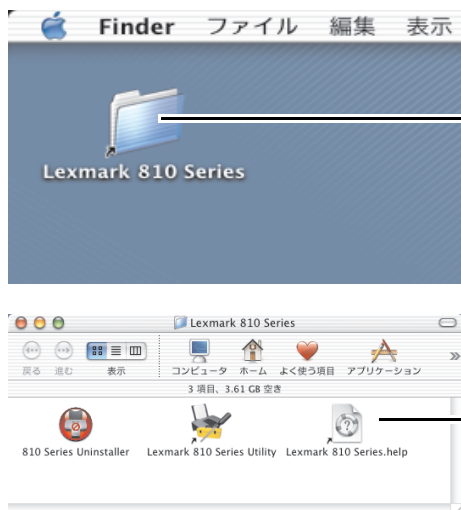 Finder ファイル 編集 表示
Lexmark 810 Series
Lexmark 810 Series
戻る 進む 表示 コンピュータ ホーム よく使う項目 アプリケーション
3 項目、3.61 GB 空き
810 Series Uninstaller Lexmark 810 Series Utility Lexmark 810 Series.help